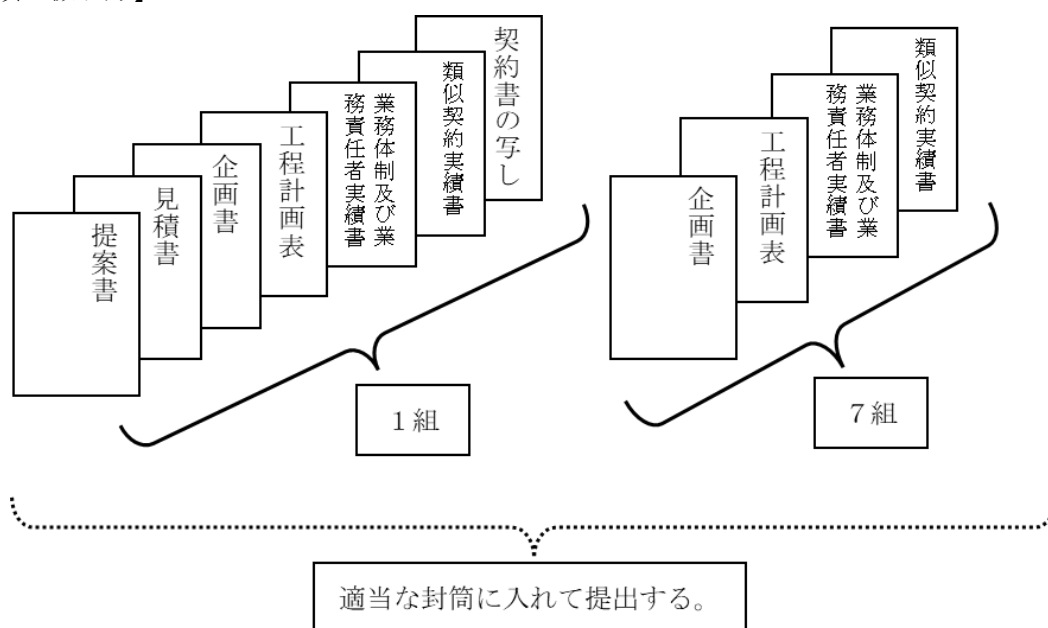 提案書
見積書
企画書
工程計画表
業務体制及び業
務責任者実績書
類似契約実績書
契約書の写し
1組
企画書
工程計画表
業務体制及び業
務責任者実績書
類似契約実績書
7組
適当な封筒に入れて提出する。